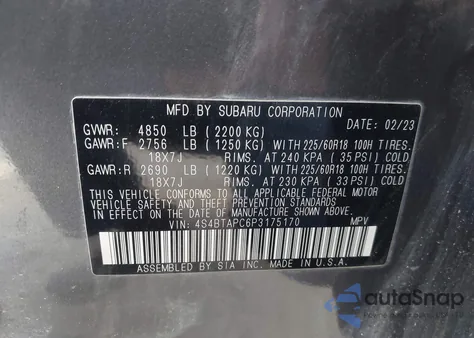 MFD BY SUBARU CORPORATION DATE: 02/23
GVWR: 4850 LB (2200 KG)
GAWR:F 2756 LB (1250 KG) WITH 225/60R18 100H TIRES.
18X7J RIMS. AT 240 KPA (35 PSI) COLD
GAWR:R 2690 LB (1220 KG) WITH 225/60R18 100H TIRES.
18X7J RIMS. AT 230 KPA (33 PSI) COLD
THIS VEHICLE CONFORMS TO ALL APPLICABLE FEDERAL MOTOR
VEHICLE SAFETY, BUMPER AND THEFT PREVENTION STANDARDS
IN EFFECT ON THE DATE OF MANUFACTURE SHOWN ABOVE.
VIN: 4S4BTAPC6P3175170 MPV
ASSEMBLED BY SIA INC. MADE IN U.S.A.
autoSnap